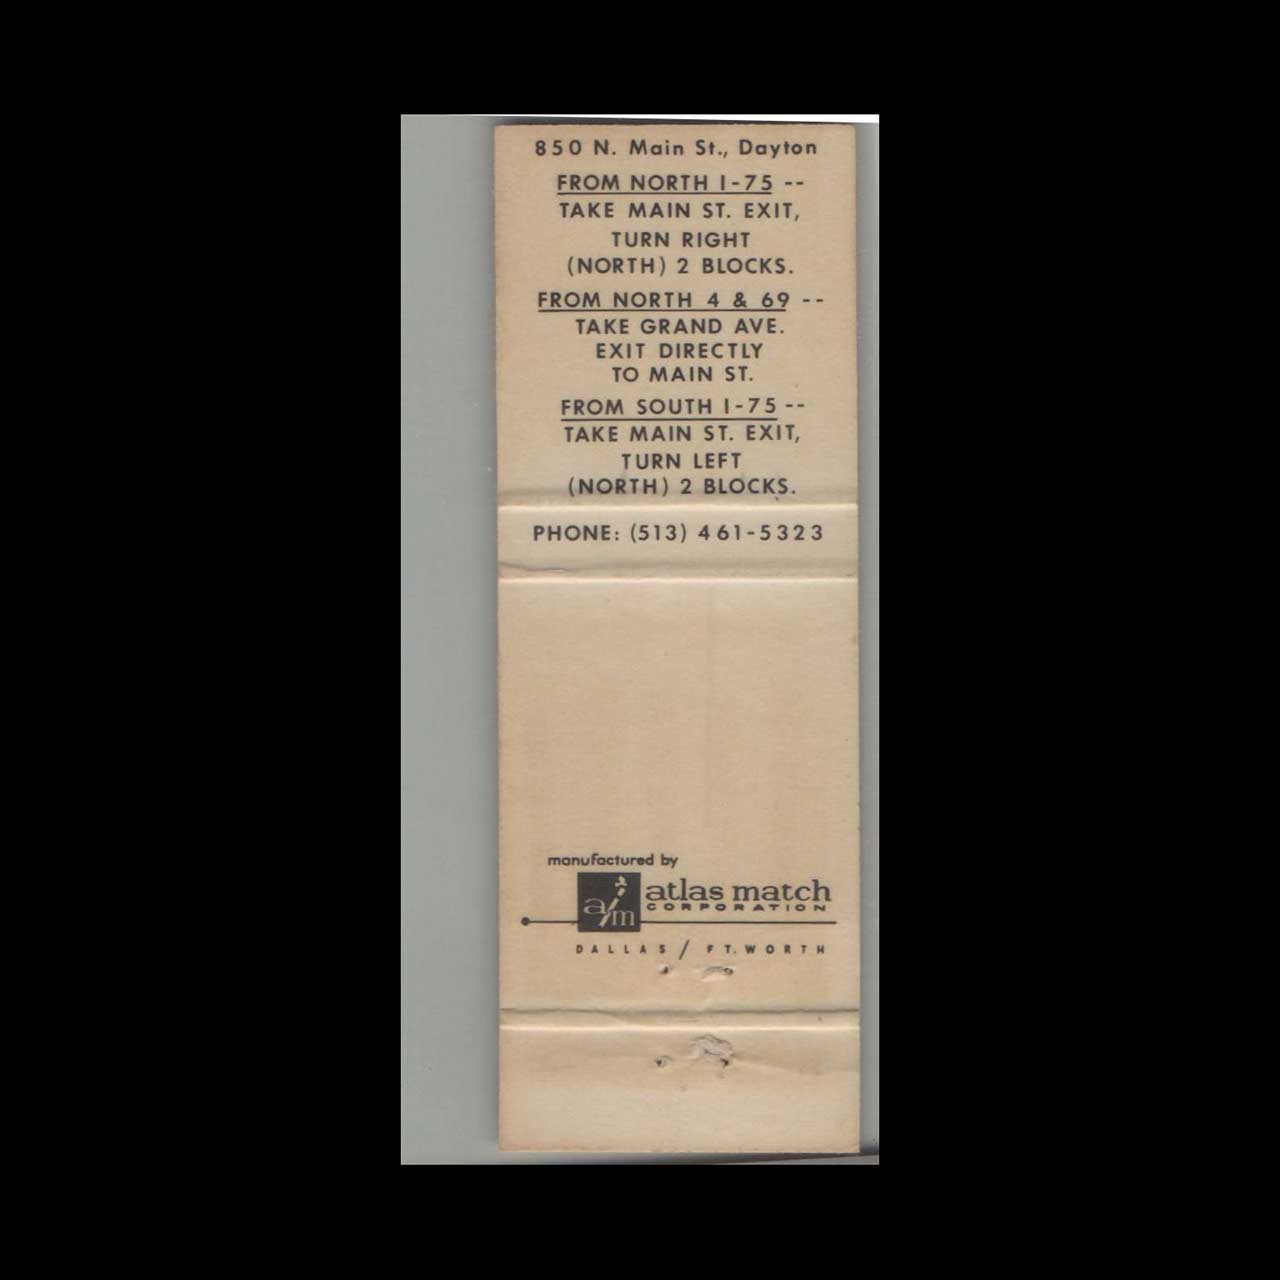 850 N. Main St., Dayton
FROM NORTH I-75 --
TAKE MAIN ST. EXIT,
TURN RIGHT
(NORTH) 2 BLOCKS.
FROM NORTH 4 & 69 --
TAKE GRAND AVE.
EXIT DIRECTLY
TO MAIN ST.
FROM SOUTH I-75 --
TAKE MAIN ST. EXIT,
TURN LEFT
(NORTH) 2 BLOCKS.
PHONE: (513) 461-5323
manufactured by
a/m
atlas match
CORPORATION
DALLAS / FT. WORTH